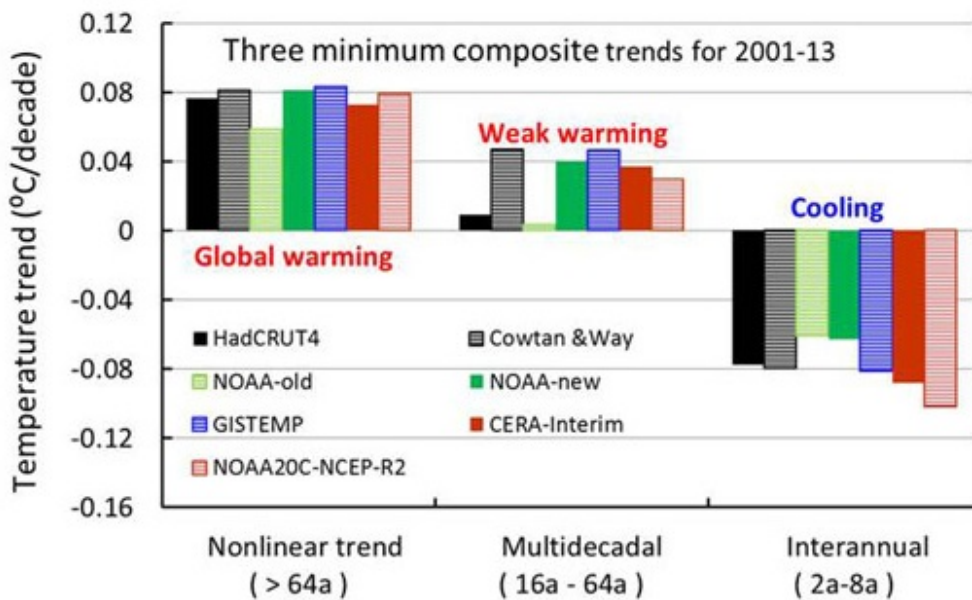 Three minimum composite trends for 2001-13
Temperature trend (⁰C/decade)
0.12
0.08
0.04
0
-0.04
-0.08
-0.12
-0.16
Global warming
Weak warming
Cooling
HadCRUT4
Cowtan &Way
NOAA-old
NOAA-new
GISTEMP
CERA-Interim
NOAA20C-NCEP-R2
Nonlinear trend
( > 64a )
Multidecadal
( 16a - 64a )
Interannual
( 2a-8a )